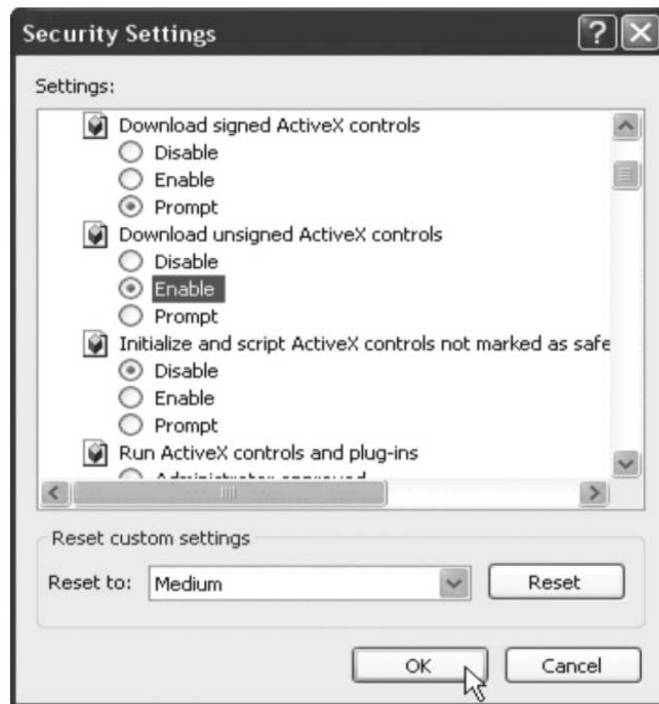 Security Settings
Settings:
Download signed ActiveX controls
Disable
Enable
Prompt
Download unsigned ActiveX controls
Disable
Enable
Prompt
Initialize and script ActiveX controls not marked as safe
Disable
Enable
Prompt
Run ActiveX controls and plug-ins
Administrator approved
Reset custom settings
Reset to: Medium Reset
OK Cancel